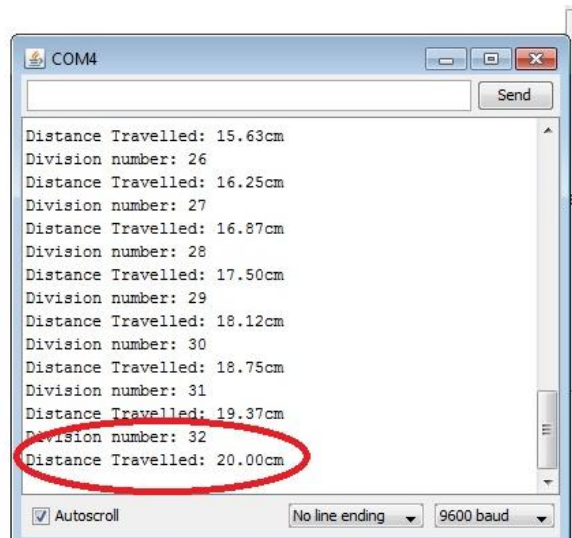 COM4
Send
Distance Travelled: 15.63cm
Division number: 26
Distance Travelled: 16.25cm
Division number: 27
Distance Travelled: 16.87cm
Division number: 28
Distance Travelled: 17.50cm
Division number: 29
Distance Travelled: 18.12cm
Division number: 30
Distance Travelled: 18.75cm
Division number: 31
Distance Travelled: 19.37cm
Division number: 32
Distance Travelled: 20.00cm
Autoscroll No line ending 9600 baud